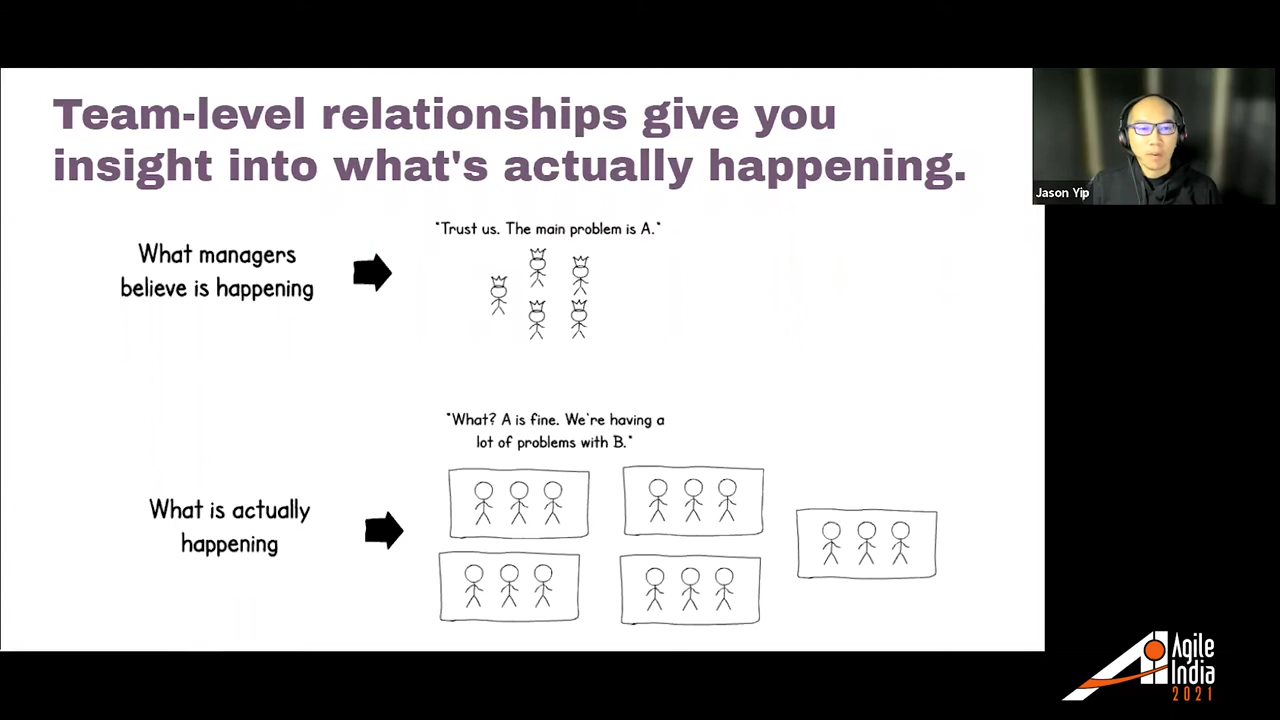 Team-level relationships give you
insight into what's actually happening.
Jason Yip
"Trust us. The main problem is A."
What managers
believe is happening
"What? A is fine. We're having a
lot of problems with B."
What is actually
happening
Agile
India
2021